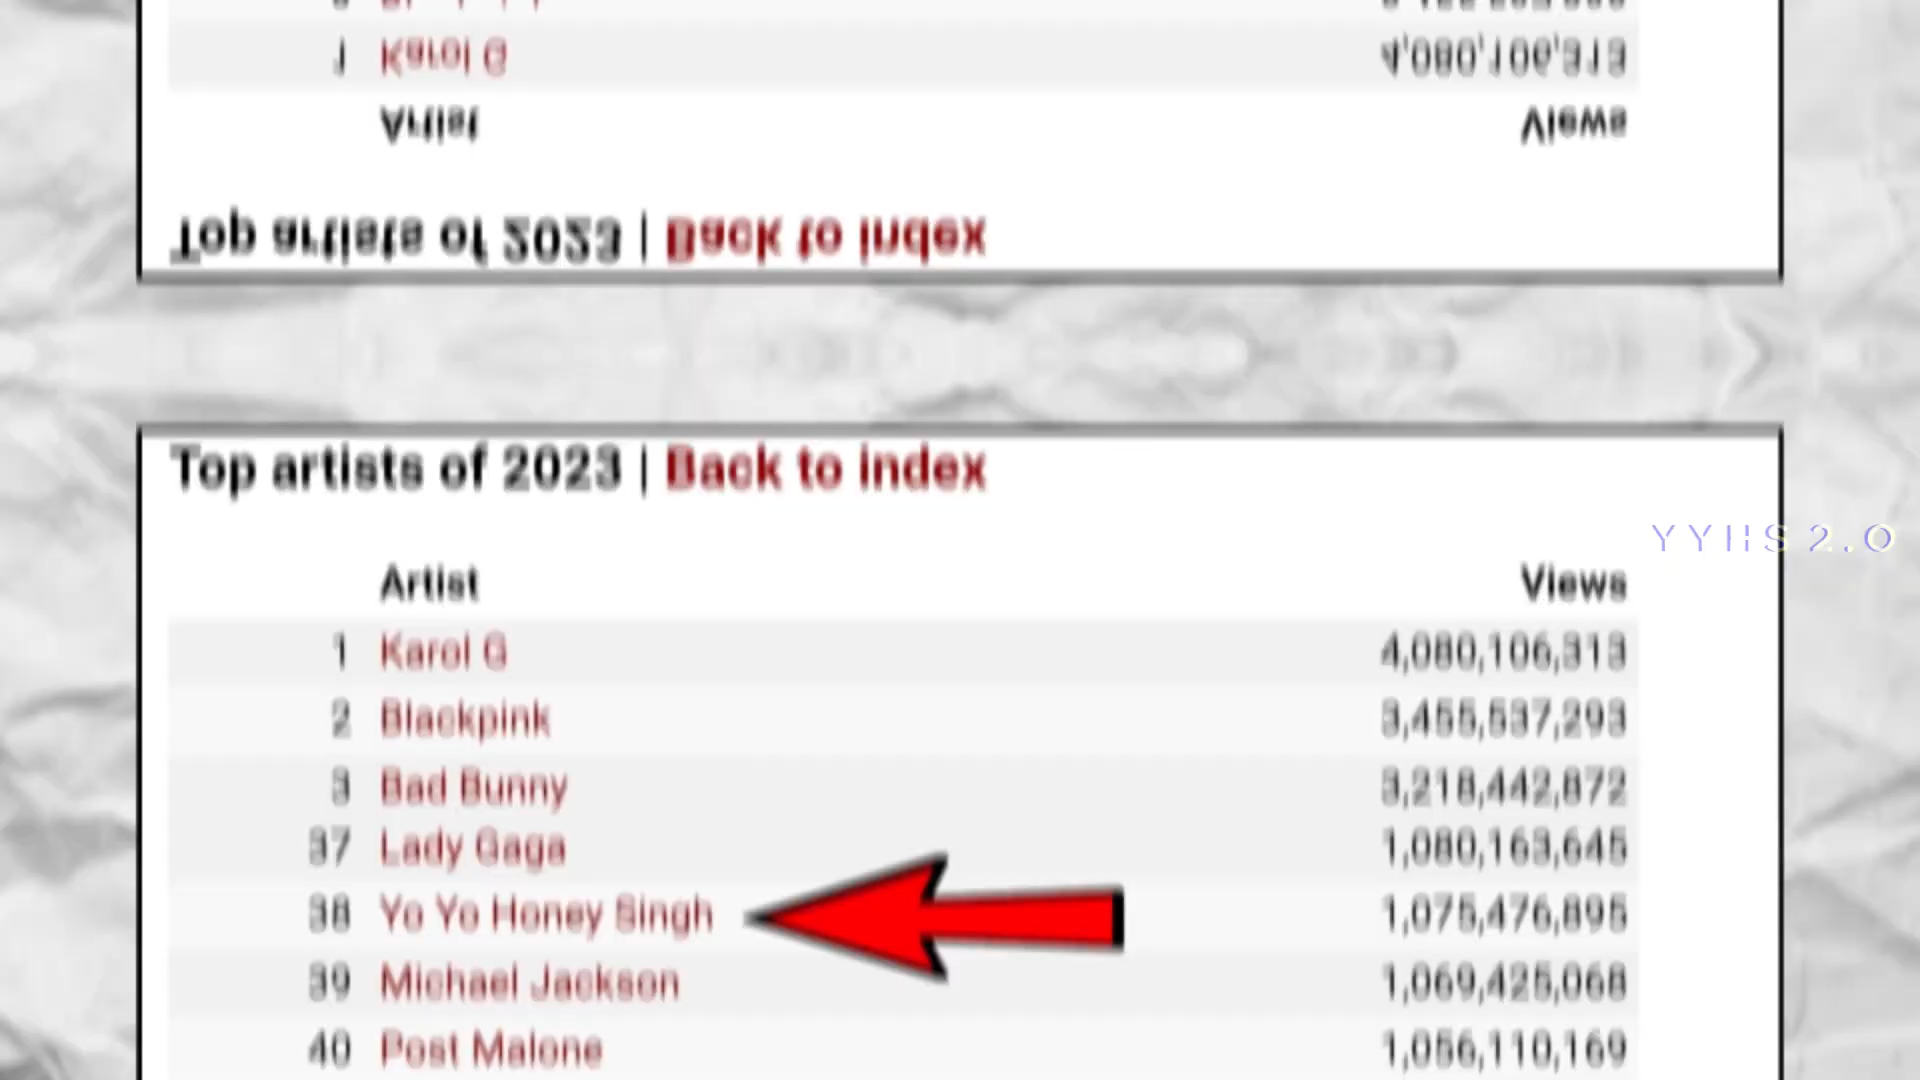 1 Karol G 4,080,106,313
Artist Views
Top artists of 2023 | Back to index
Top artists of 2023 | Back to index
YYHS 2.0
Artist Views
1 Karol G 4,080,106,313
2 Blackpink 3,455,537,293
3 Bad Bunny 3,218,442,872
37 Lady Gaga 1,080,163,645
38 Yo Yo Honey Singh 1,075,476,895
39 Michael Jackson 1,069,425,068
40 Post Malone 1,056,110,169